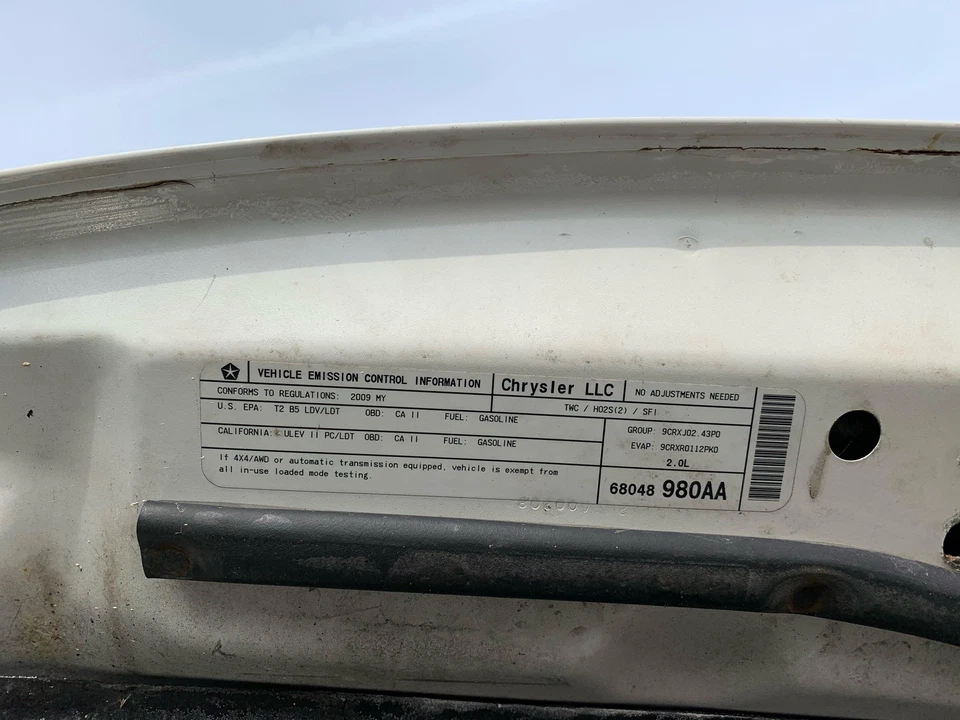 VEHICLE EMISSION CONTROL INFORMATION Chrysler LLC NO ADJUSTMENTS NEEDED
CONFORMS TO REGULATIONS: 2009 MY TWC / HO2S(2) / SFI
U.S. EPA: T2 B5 LDV/LDT OBD: CA II FUEL: GASOLINE
CALIFORNIA: ULEV II PC/LDT OBD: CA II FUEL: GASOLINE
GROUP: 9CRXJ02.43P0
EVAP: 9CRXR0112PK0
2.0L
If 4X4/AWD or automatic transmission equipped, vehicle is exempt from
all in-use loaded mode testing.
68048 980AA